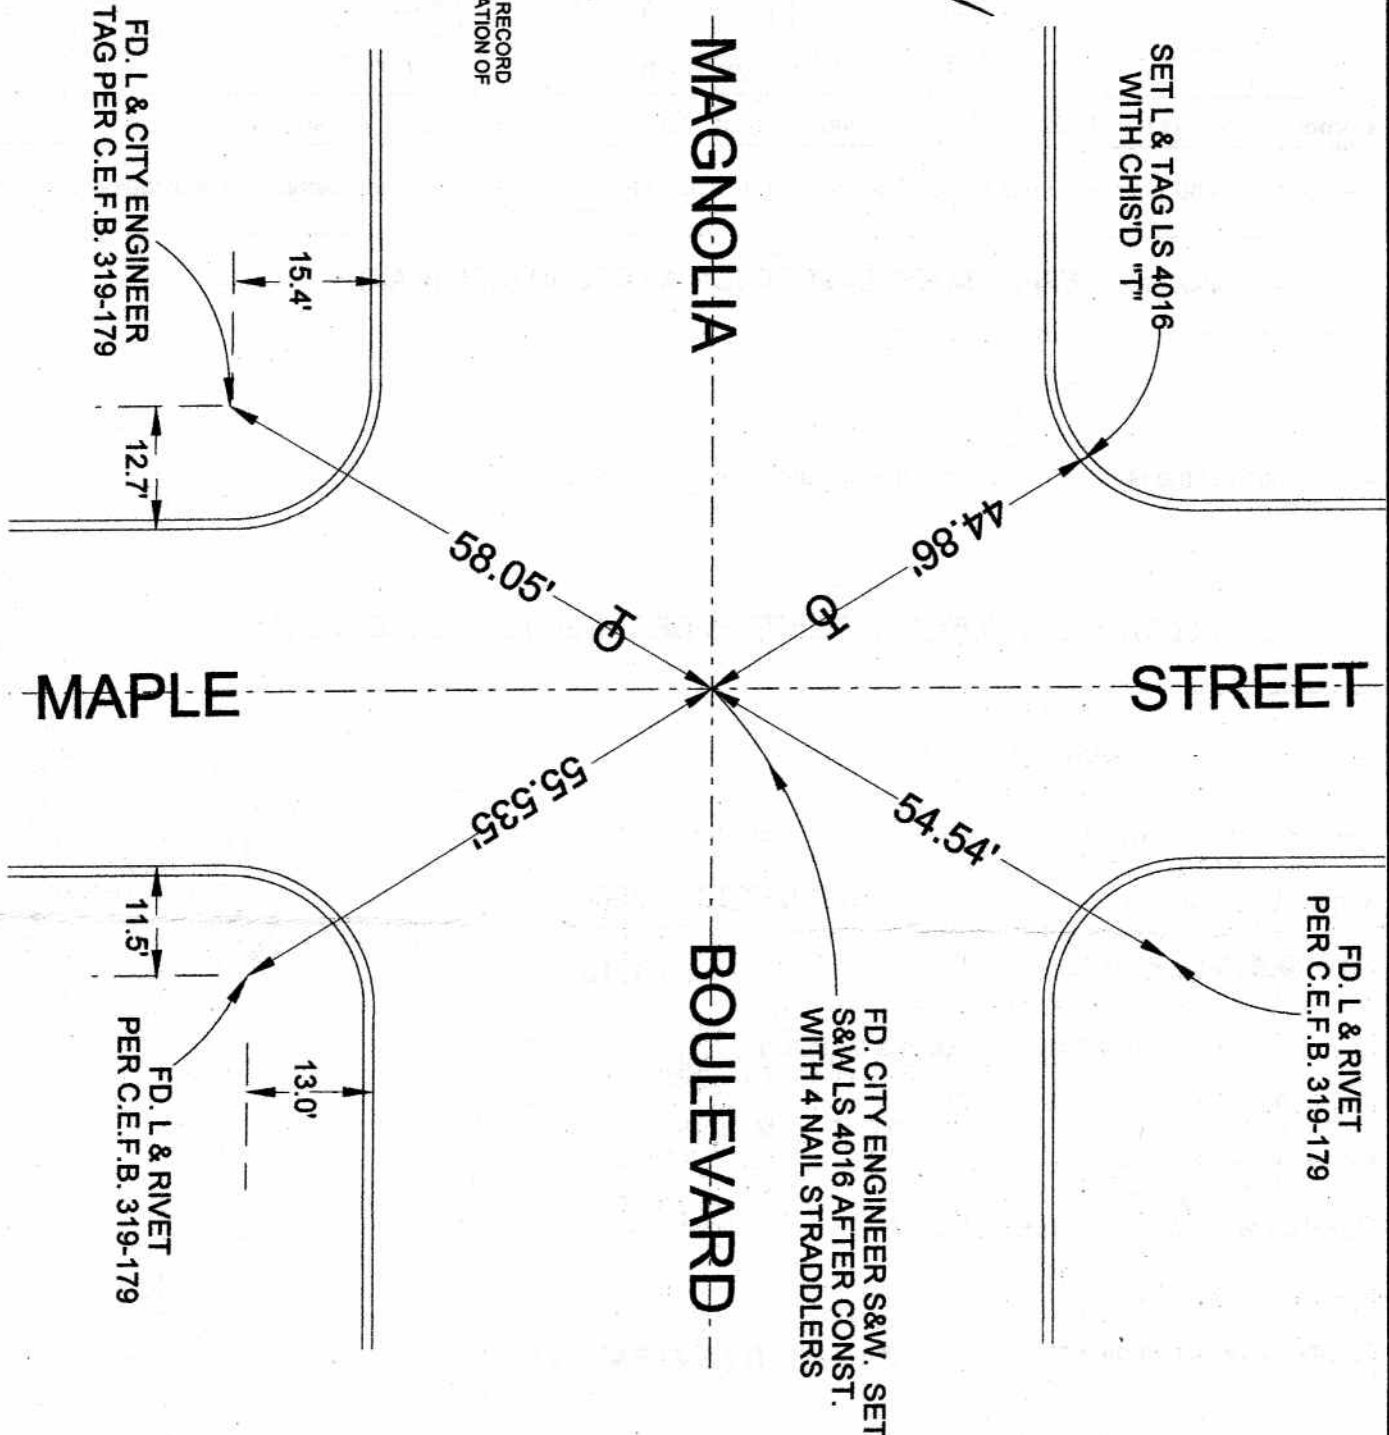 RECORD
ATION OF
FD. L & CITY ENGINEER
TAG PER C.E.F.B. 319-179
15.4'
12.7'
MAGNOLIA
SET L & TAG LS 4016
WITH CHIS'D "T"
58.05'
44.86'
MAPLE
STREET
55.535'
54.54'
11.5'
13.0'
FD. L & RIVET
PER C.E.F.B. 319-179
BOULEVARD
FD. CITY ENGINEER S&W. SET
S&W LS 4016 AFTER CONST.
WITH 4 NAIL STRADDLERS
FD. L & RIVET
PER C.E.F.B. 319-179